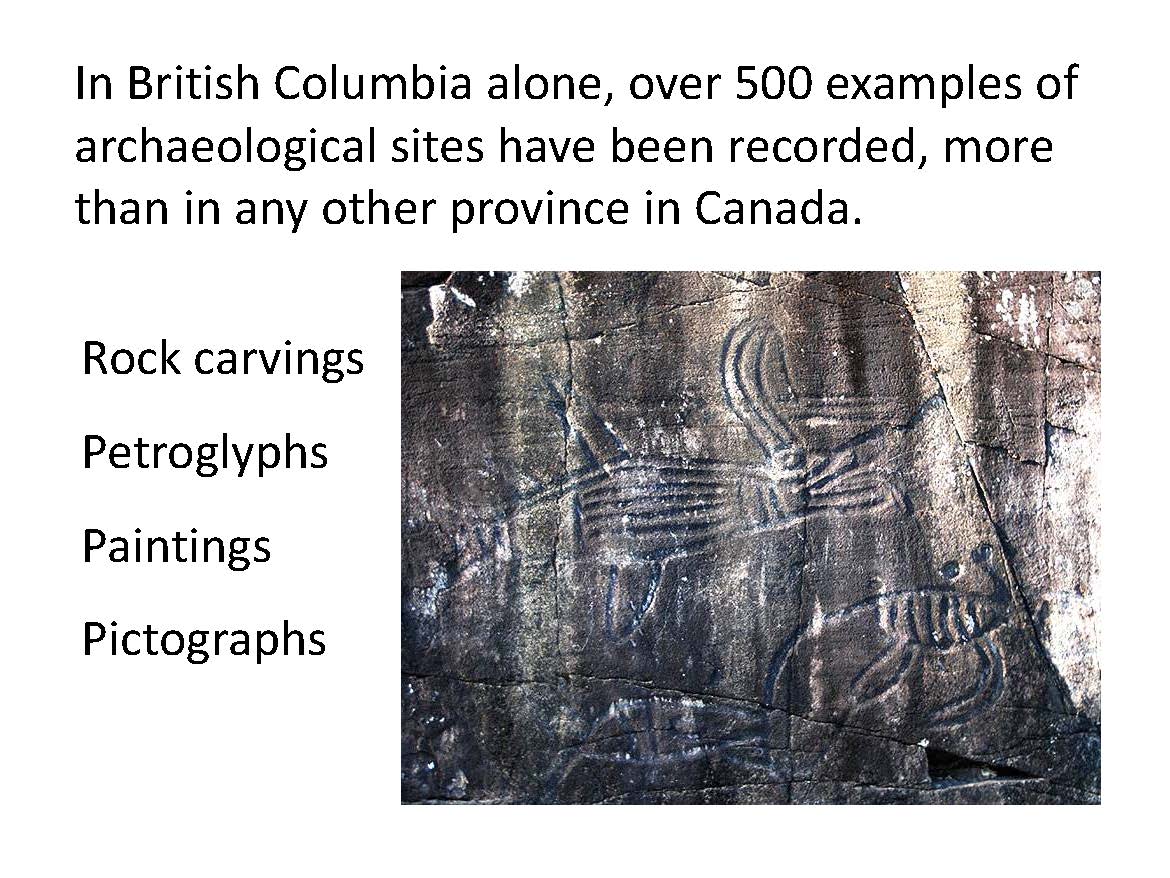 In British Columbia alone, over 500 examples of
archaeological sites have been recorded, more
than in any other province in Canada.
Rock carvings
Petroglyphs
Paintings
Pictographs